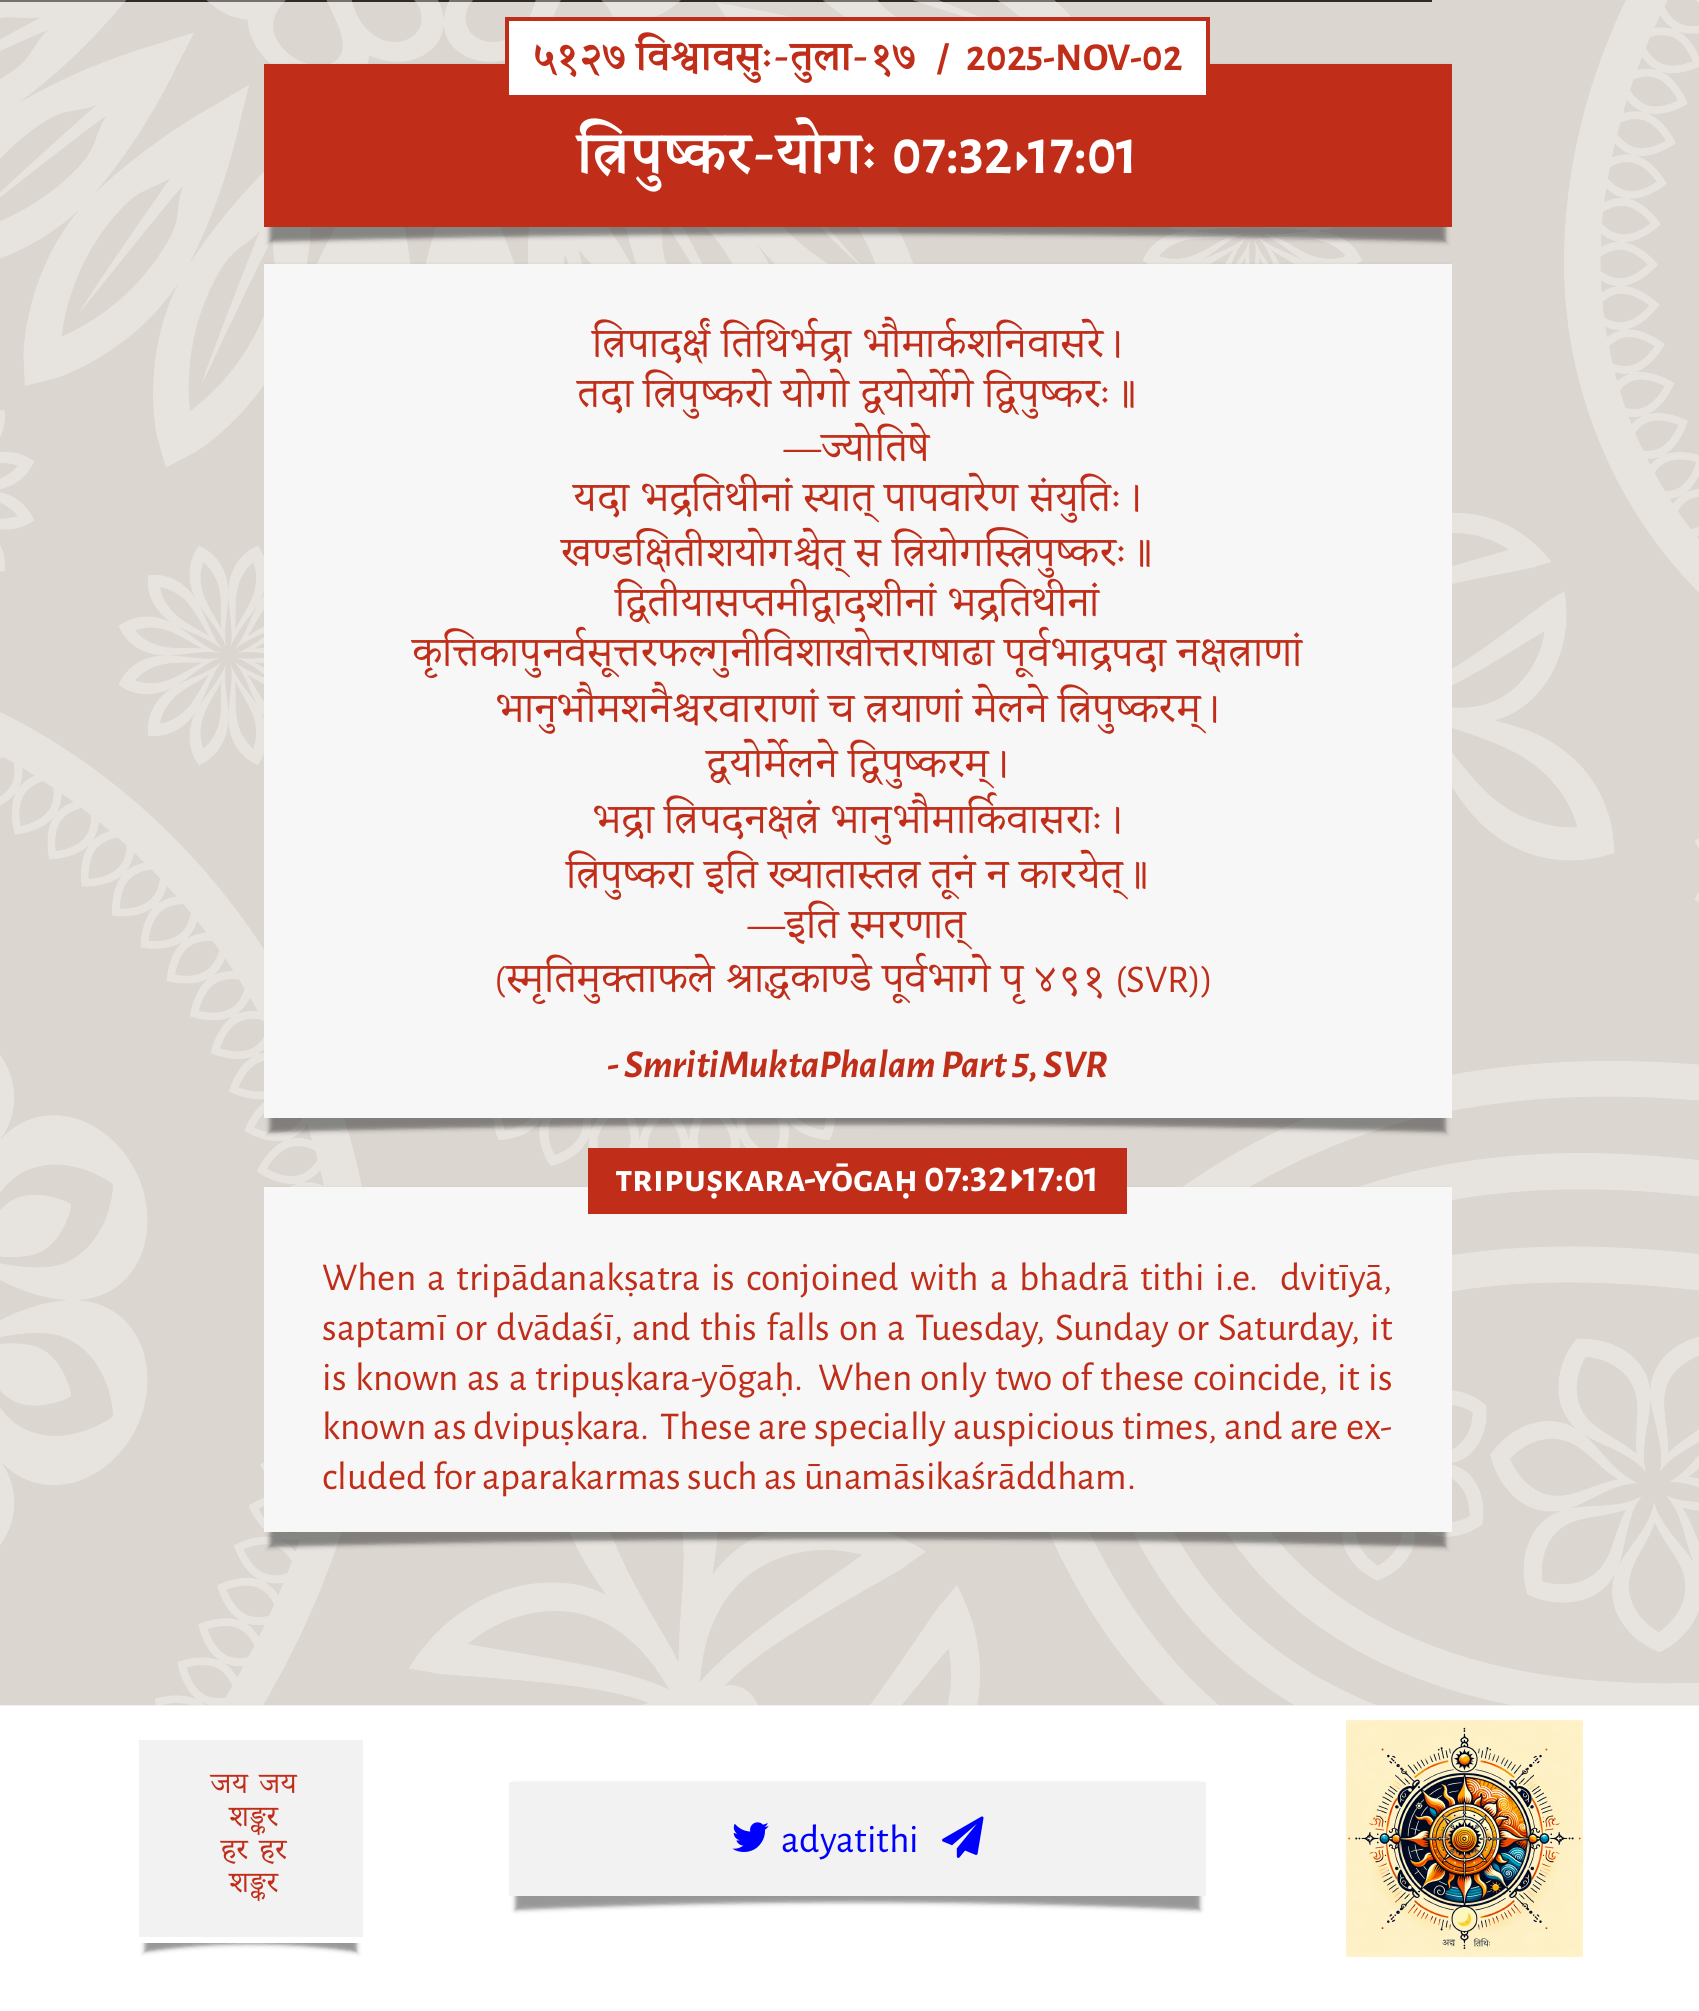 ५१२७ विश्वावसुः-तुला-१७ / 2025-NOV-02
त्रिपुष्कर-योगः 07:32▸17:01
त्रिपादर्क्षं तिथिर्भद्रा भौमार्कशनिवासरे।
तदा त्रिपुष्करो योगो द्वयोर्योगे द्विपुष्करः॥
—ज्योतिषे
यदा भद्रतिथीनां स्यात् पापवारेण संयुतिः।
खण्डक्षितीशयोगश्चेत् स त्रियोगस्त्रिपुष्करः॥
द्वितीयासप्तमीद्वादशीनां भद्रतिथीनां
कृत्तिकापुनर्वसूत्तरफल्गुनीविशाखोत्तराषाढा पूर्वभाद्रपदा नक्षत्राणां
भानुभौमशनैश्चरवाराणां च त्रयाणां मेलने त्रिपुष्करम्।
द्वयोर्मेलने द्विपुष्करम्।
भद्रा त्रिपदनक्षत्रं भानुभौमार्किवासराः।
त्रिपुष्करा इति ख्यातास्तत्र तूनं न कारयेत्॥
—इति स्मरणात्
(स्मृतिमुक्ताफले श्राद्धकाण्डे पूर्वभागे पृ ४९१ (SVR))
- SmritiMuktaPhalam Part 5, SVR
TRIPUṢKARA-YŌGAḤ 07:32▸17:01
When a tripādanakṣatra is conjoined with a bhadrā tithi i.e. dvitīyā,
saptamī or dvādaśī, and this falls on a Tuesday, Sunday or Saturday, it
is known as a tripuṣkara-yōgaḥ. When only two of these coincide, it is
known as dvipuṣkara. These are specially auspicious times, and are ex-
cluded for aparakarmas such as ūnamāsikaśrāddham.
जय जय
शङ्कर
हर हर
शङ्कर
adyatithi
अद्य तिथिः